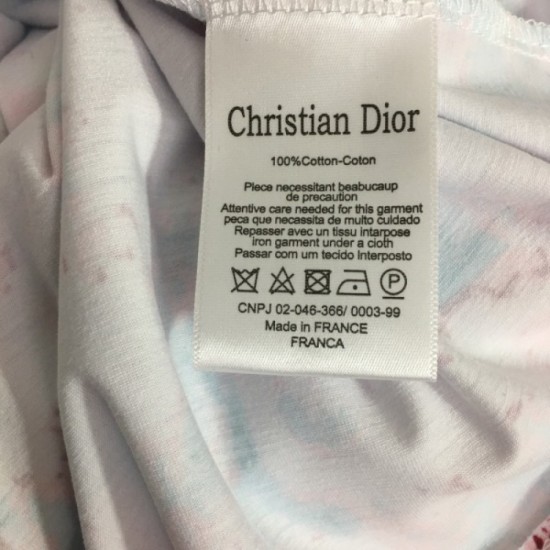 Christian Dior
100%Cotton-Coton
Piece necessitant beabucaup
de precaution
Attentive care needed for this garment
peca que necessita de multo cuidado
Repasser avec un tissu intarpose
iron garment under a cloth
Passar com um tecido Interposto
P
CNPJ 02-046-366/ 0003-99
Made in FRANCE
FRANCA